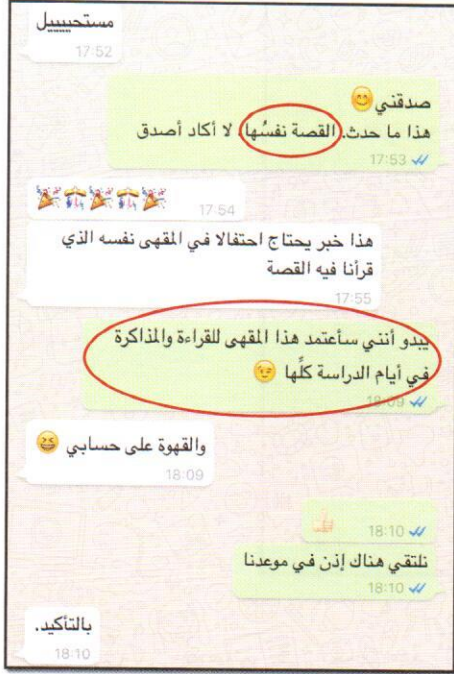 مستحيييييل
17:52
صدقني😊
هذا ما حدث. القصة نفسُها، لا أكاد أصدق
17:53
17:54
هذا خبر يحتاج احتفالا في المقهى نفسه الذي
قرأنا فيه القصة
17:55
يبدو أنني سأعتمد هذا المقهى للقراءة والمذاكرة
في أيام الدراسة كلِّها 😉
18:09
والقهوة على حسابي 😆
18:09
👍 18:10
نلتقي هناك إذن في موعدنا
18:10
بالتأكيد.
18:10